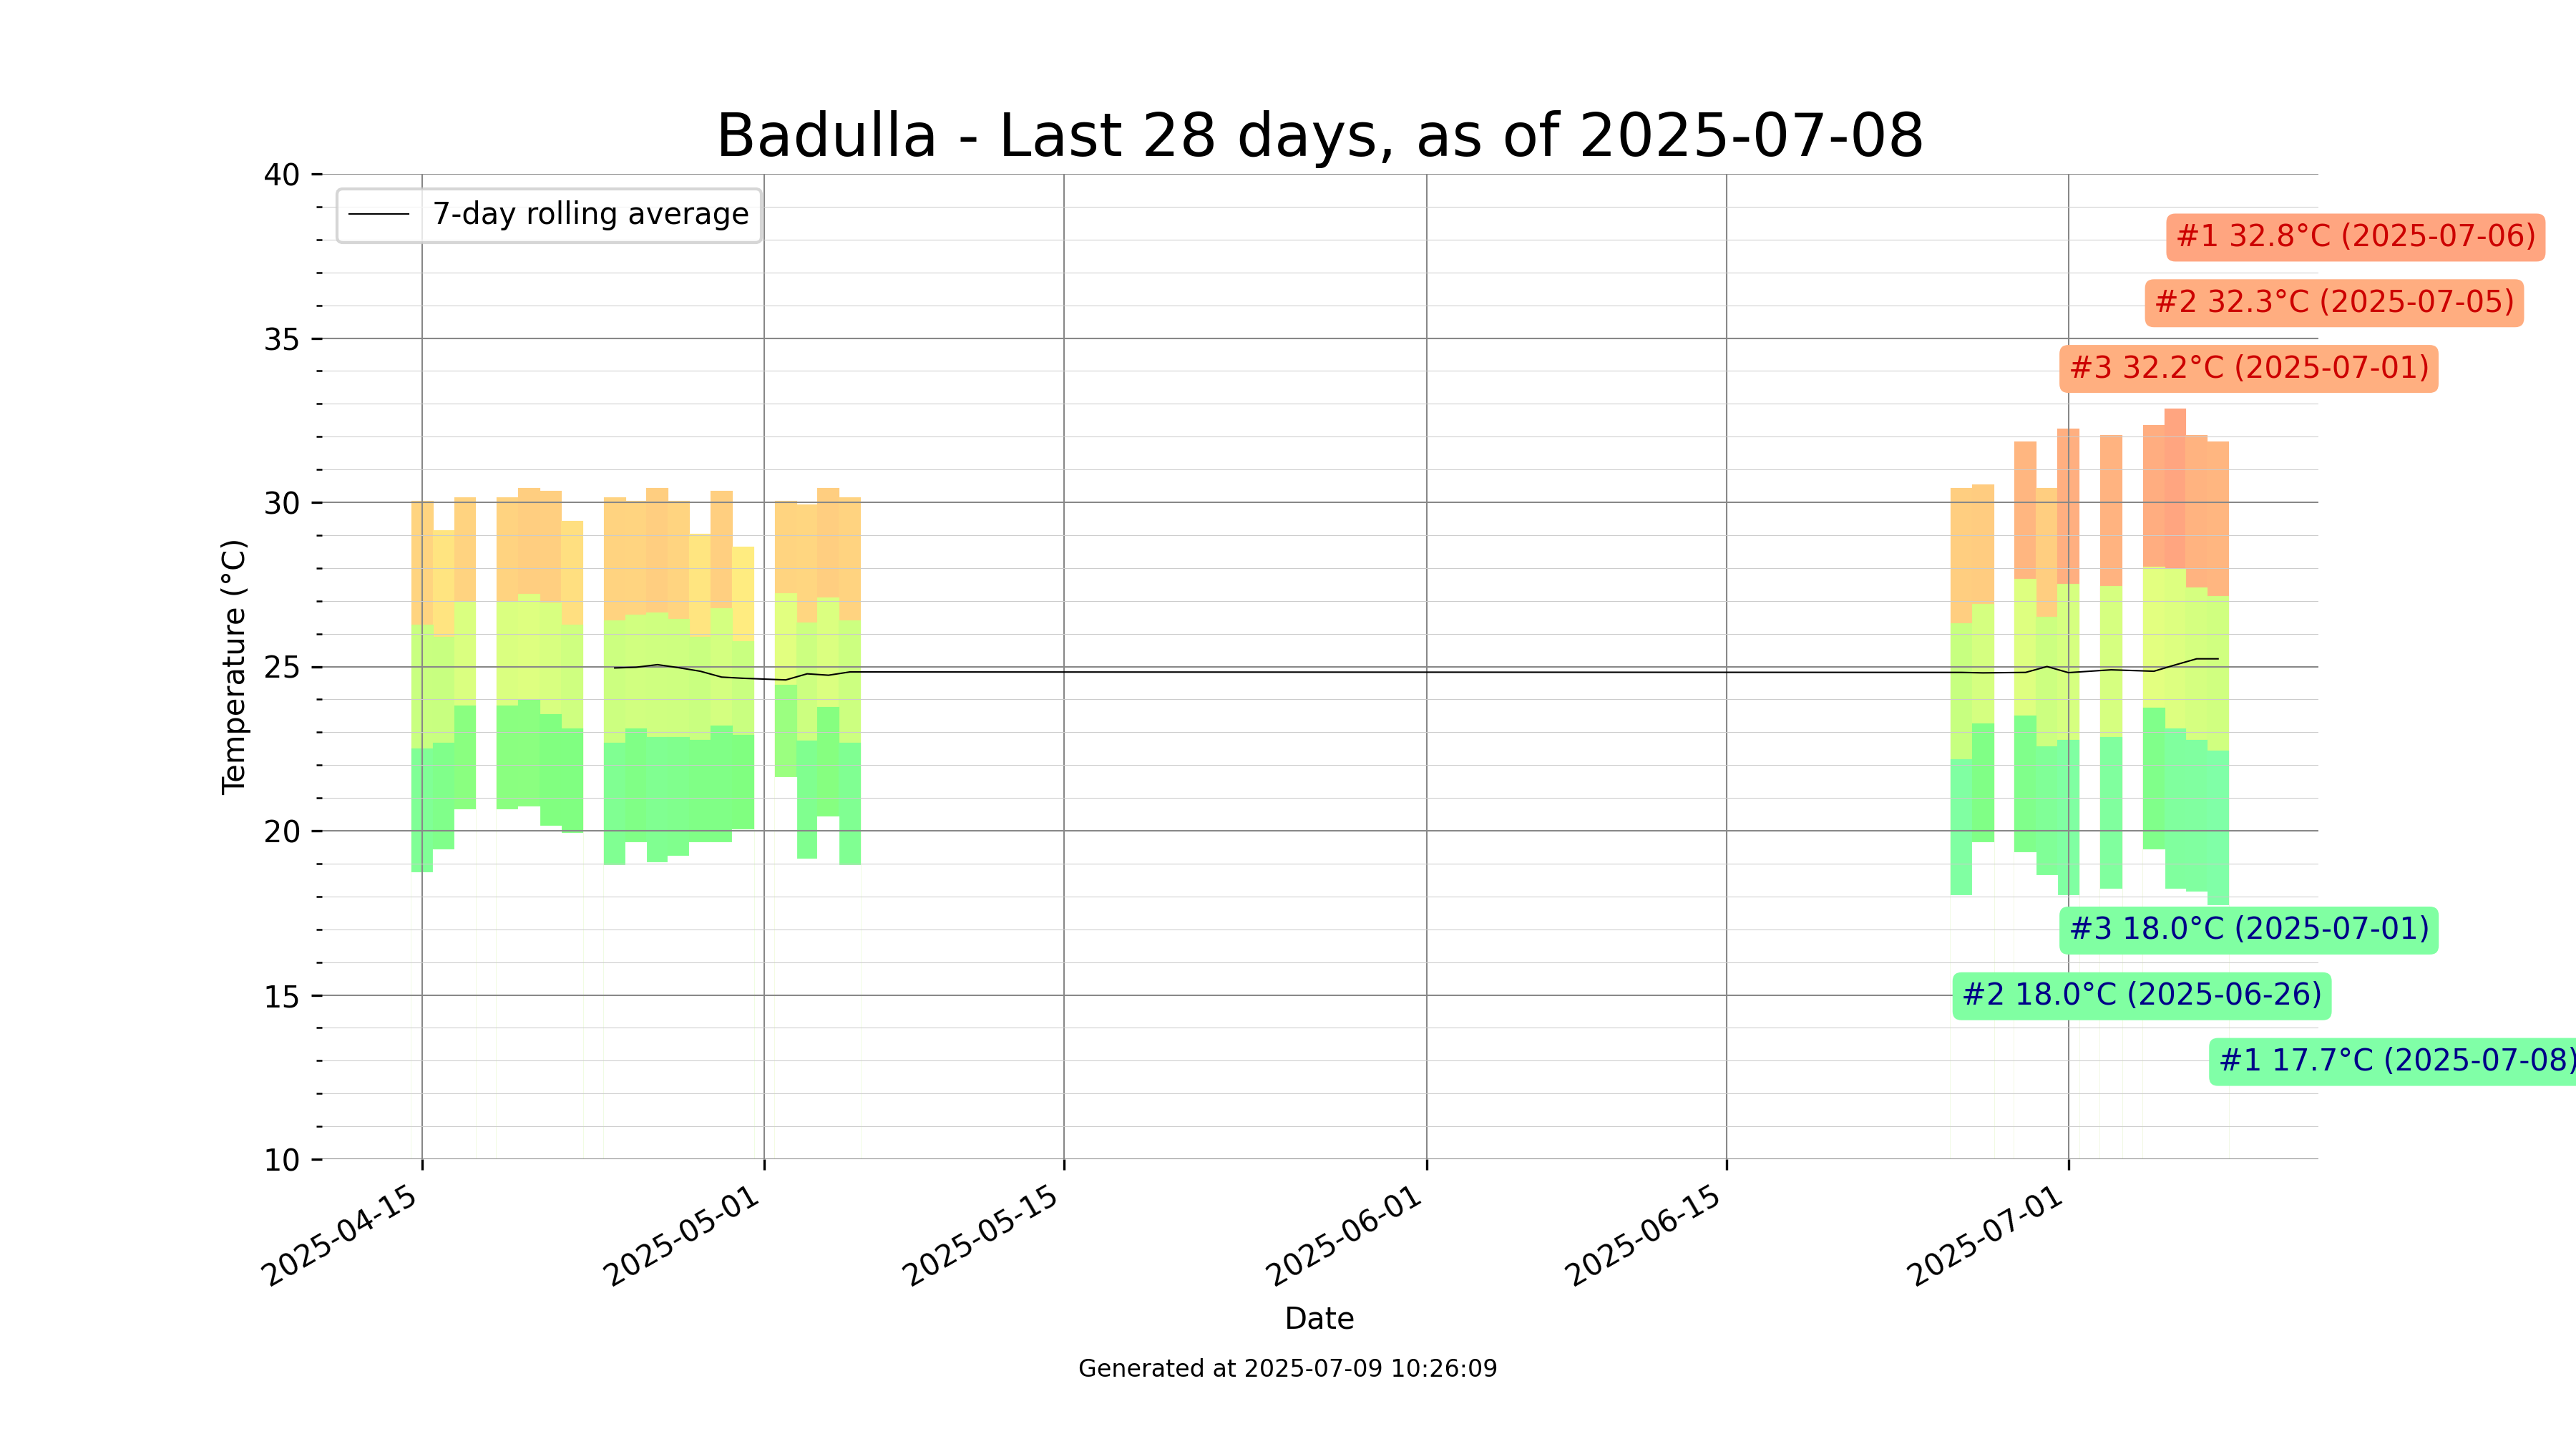 Badulla - Last 28 days, as of 2025-07-08
7-day rolling average
#1 32.8°C (2025-07-06)
#2 32.3°C (2025-07-05)
#3 32.2°C (2025-07-01)
#3 18.0°C (2025-07-01)
#2 18.0°C (2025-06-26)
#1 17.7°C (2025-07-08)
Temperature (°C)
40
35
30
25
20
15
10
2025-04-15
2025-05-01
2025-05-15
2025-06-01
2025-06-15
2025-07-01
Date
Generated at 2025-07-09 10:26:09